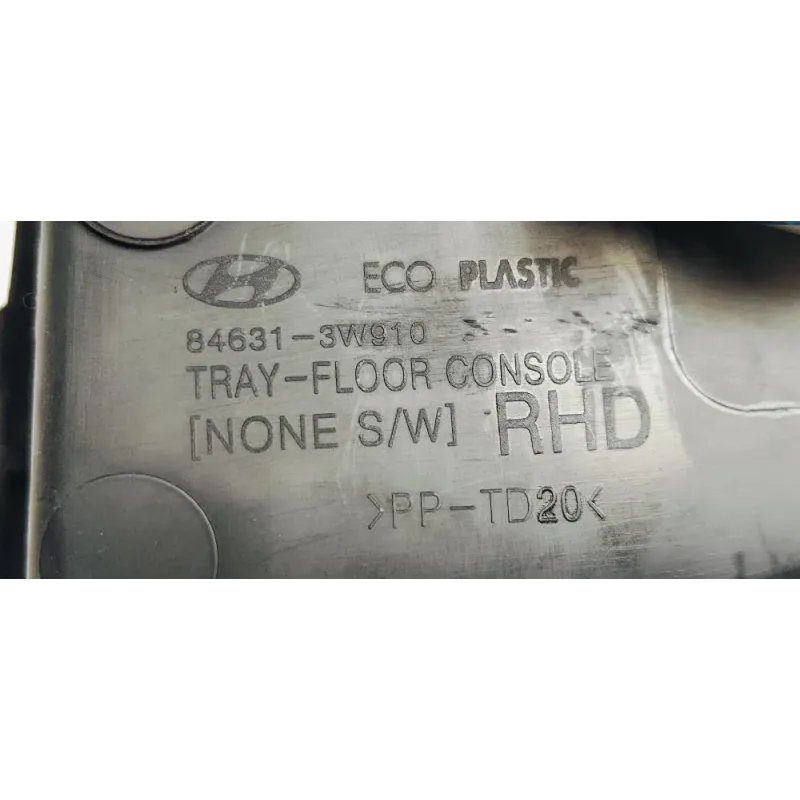 ECO PLASTIC
84631-3W910
TRAY-FLOOR CONSOLE
[NONE S/W] RHD
>PP-TD20<